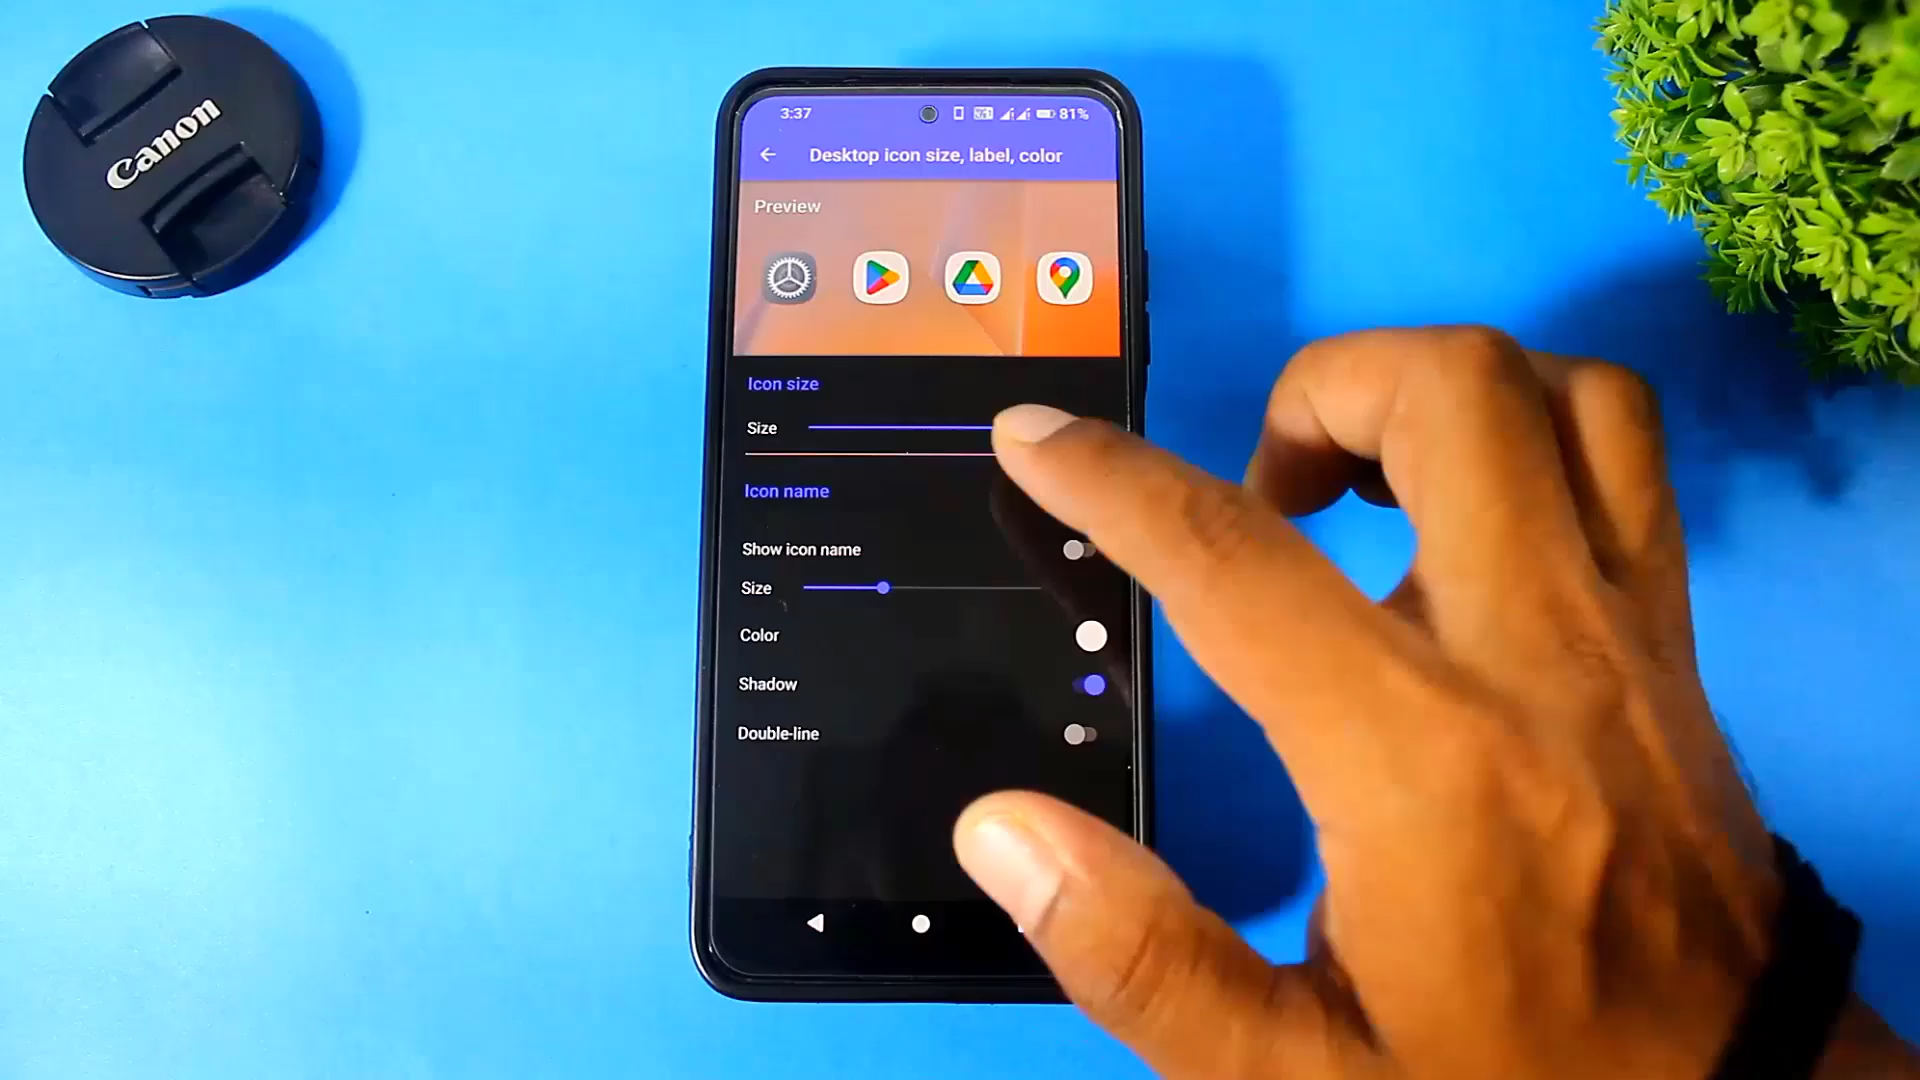 Canon
3:37
81%
Desktop icon size, label, color
Preview
Icon size
Size
Icon name
Show icon name
Size
Color
Shadow
Double-line